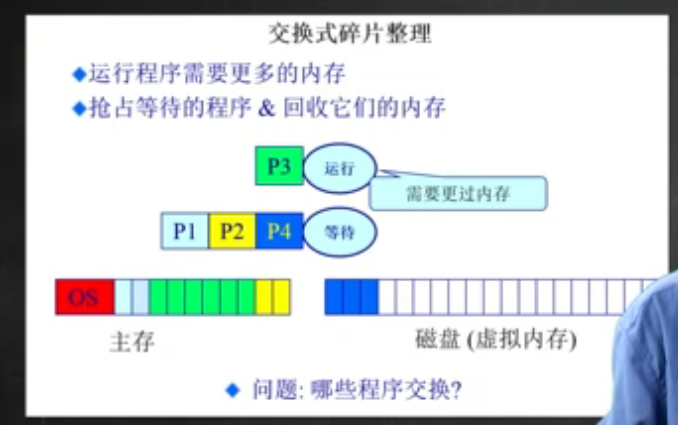 交换式碎片整理
◆运行程序需要更多的内存
◆抢占等待的程序 & 回收它们的内存
P3 运行
需要更过内存
P1 P2 P4 等待
OS
主存 磁盘 (虚拟内存)
◆ 问题: 哪些程序交换?